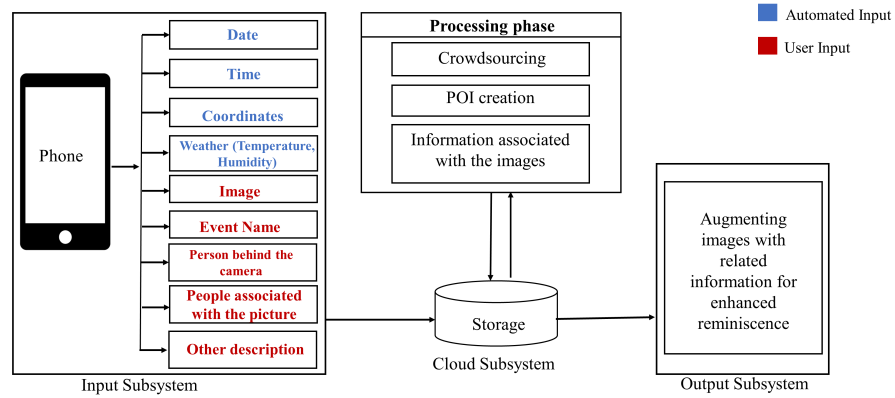 Phone
Date
Time
Coordinates
Weather (Temperature,
Humidity)
Image
Event Name
Person behind the
camera
People associated
with the picture
Other description
Input Subsystem
Processing phase
Crowdsourcing
POI creation
Information associated
with the images
Storage
Cloud Subsystem
Automated Input
User Input
Augmenting
images with
related
information for
enhanced
reminiscence
Output Subsystem